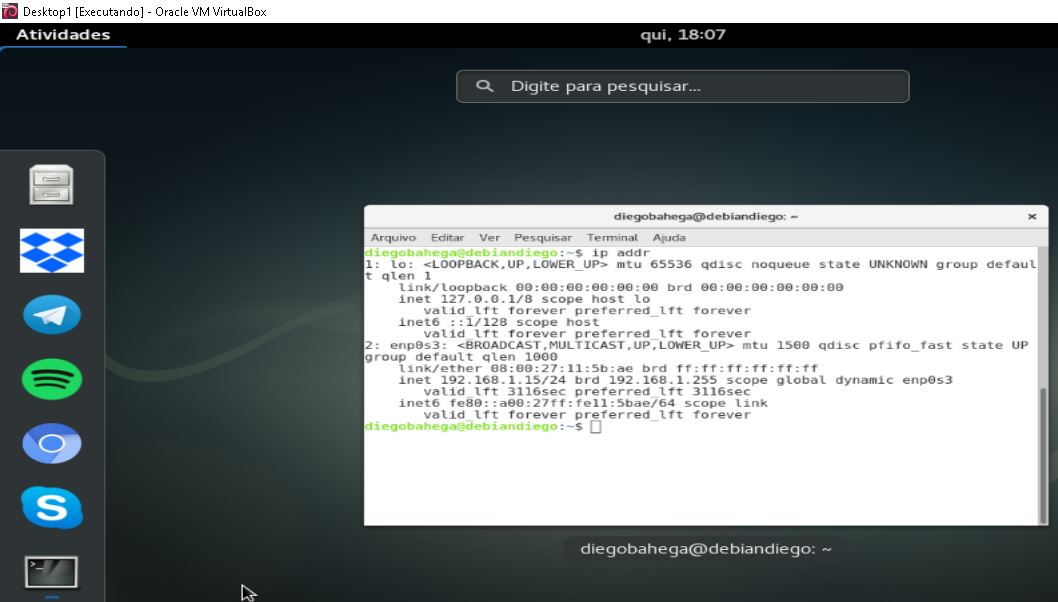 Desktop1 [Executando] - Oracle VM VirtualBox
Atividades
qui, 18:07
Digite para pesquisar...
diegobahega@debiandiego: ~
Arquivo Editar Ver Pesquisar Terminal Ajuda
diegobahega@debiandiego:~$ ip addr
1: lo: <LOOPBACK,UP,LOWER_UP> mtu 65536 qdisc noqueue state UNKNOWN group defaul
t qlen 1
link/loopback 00:00:00:00:00:00 brd 00:00:00:00:00:00
inet 127.0.0.1/8 scope host lo
valid_lft forever preferred_lft forever
inet6 ::1/128 scope host
valid_lft forever preferred_lft forever
2: enp0s3: <BROADCAST,MULTICAST,UP,LOWER_UP> mtu 1500 qdisc pfifo_fast state UP
group default qlen 1000
link/ether 08:00:27:11:5b:ae brd ff:ff:ff:ff:ff:ff
inet 192.168.1.15/24 brd 192.168.1.255 scope global dynamic enp0s3
valid_lft 3116sec preferred_lft 3116sec
inet6 fe80::a00:27ff:fe11:5bae/64 scope link
valid_lft forever preferred_lft forever
diegobahega@debiandiego:~$
diegobahega@debiandiego: ~